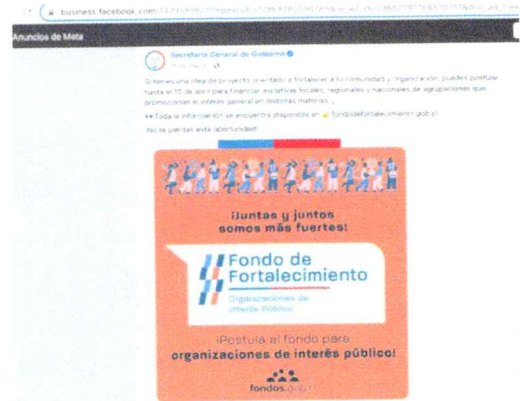 business.facebook.com
Anuncios de Meta
Secretaría General de Gobierno
Si tienes una idea de proyecto orientado a fortalecer a tu comunidad y organización, puedes postular
hasta el 10 de abril para financiar iniciativas locales, regionales y nacionales de agrupaciones que
promocionan el interés general en distintas materias.
Toda la información se encuentra disponible en fondodefortalecimiento.gob.cl
¡No te pierdas esta oportunidad!
¡Juntas y juntos
somos más fuertes!
Fondo de
Fortalecimiento
Organizaciones de
Interés Público
¡Postula al fondo para
organizaciones de interés público!
fondos.gob.cl